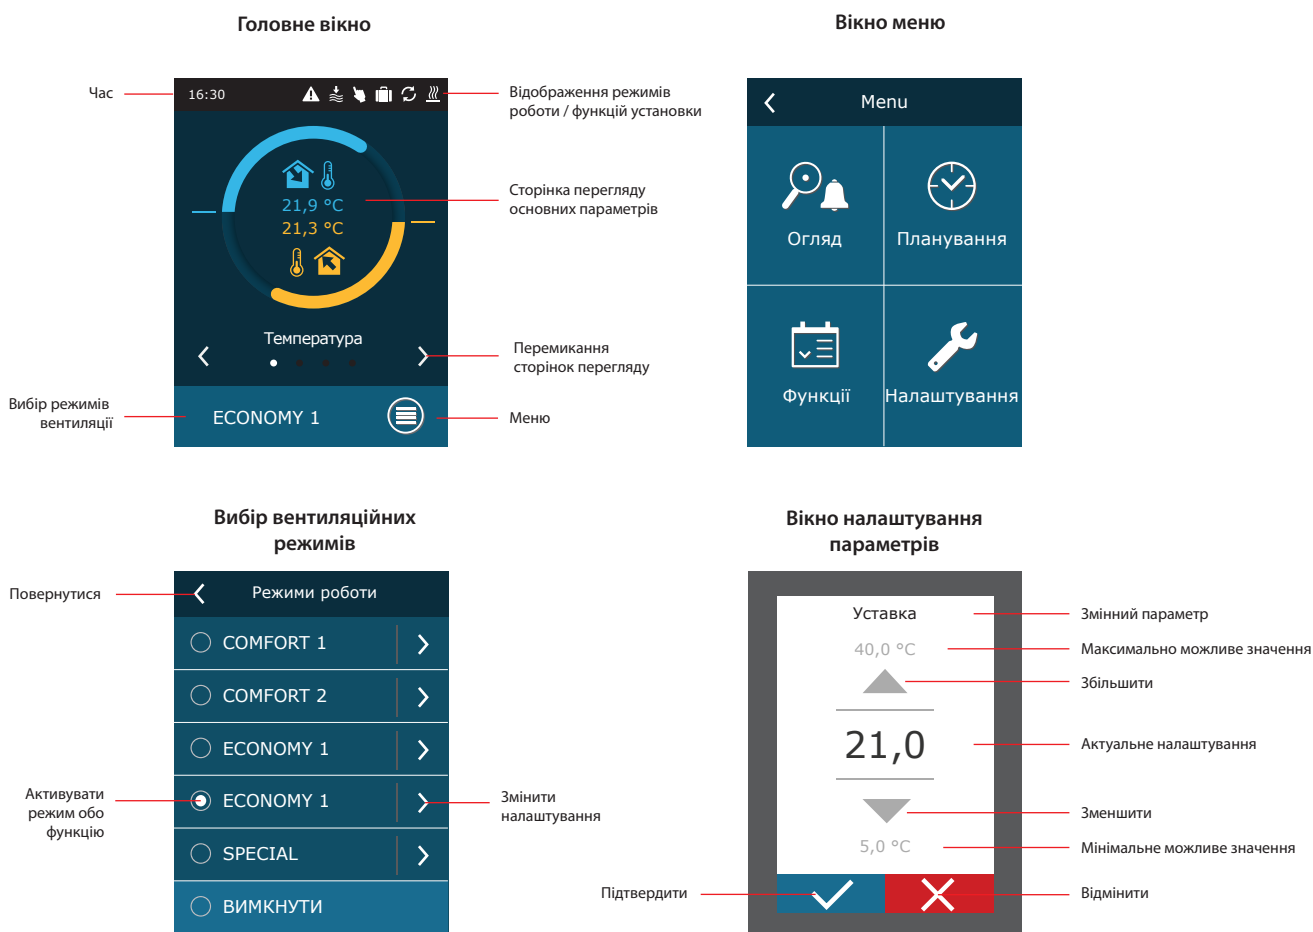 Головне вікно
Час
16:30
Відображення режимів
роботи / функцій установки
21,9 °C
21,3 °C
Сторінка перегляду
основних параметрів
Температура
Перемикання
сторінок перегляду
Вибір режимів
вентиляції
ECONOMY 1
Меню
Вікно меню
Menu
Огляд
Планування
Функції
Налаштування
Вибір вентиляційних
режимів
Повернутися
Режими роботи
COMFORT 1
COMFORT 2
ECONOMY 1
Активувати
режим або
функцію
ECONOMY 1
Змінити
налаштування
SPECIAL
ВИМКНУТИ
Вікно налаштування
параметрів
Уставка
Змінний параметр
40,0 °C
Максимально можливе значення
Збільшити
21,0
Актуальне налаштування
Зменшити
5,0 °C
Мінімальне можливе значення
Підтвердити
Відмінити